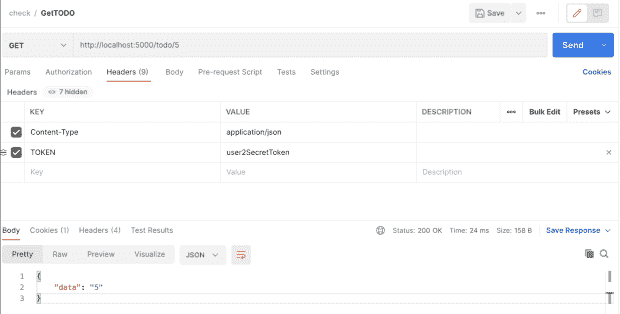 check / GetTODO
Save
GET http://localhost:5000/todo/5 Send
Params Authorization Headers (9) Body Pre-request Script Tests Settings Cookies
Headers 7 hidden
KEY VALUE DESCRIPTION Bulk Edit Presets
Content-Type application/json
TOKEN user2SecretToken
Key Value Description
Body Cookies (1) Headers (4) Test Results Status: 200 OK Time: 24 ms Size: 158 B Save Response
Pretty Raw Preview Visualize JSON
1 {
2 "data": "5"
3 }